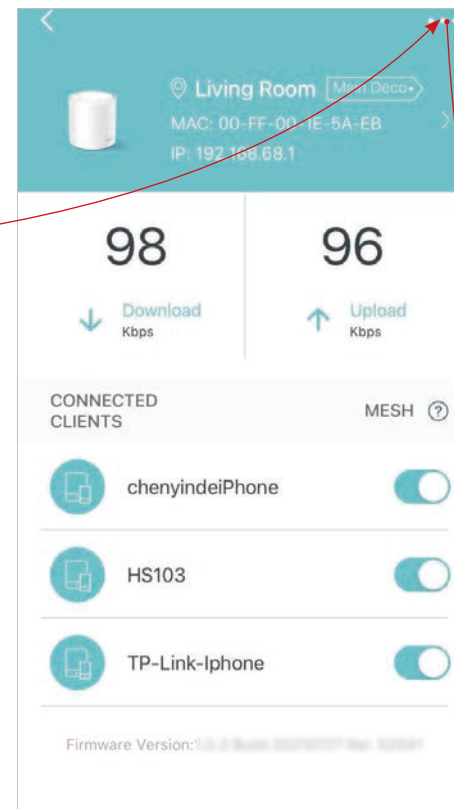 Living Room Main Deco
MAC: 00-FF-00-1E-5A-EB
IP: 192.168.68.1
98
96
Download
Kbps
Upload
Kbps
CONNECTED
CLIENTS
MESH ?
chenyindeiPhone
HS103
TP-Link-Iphone
Firmware Version: